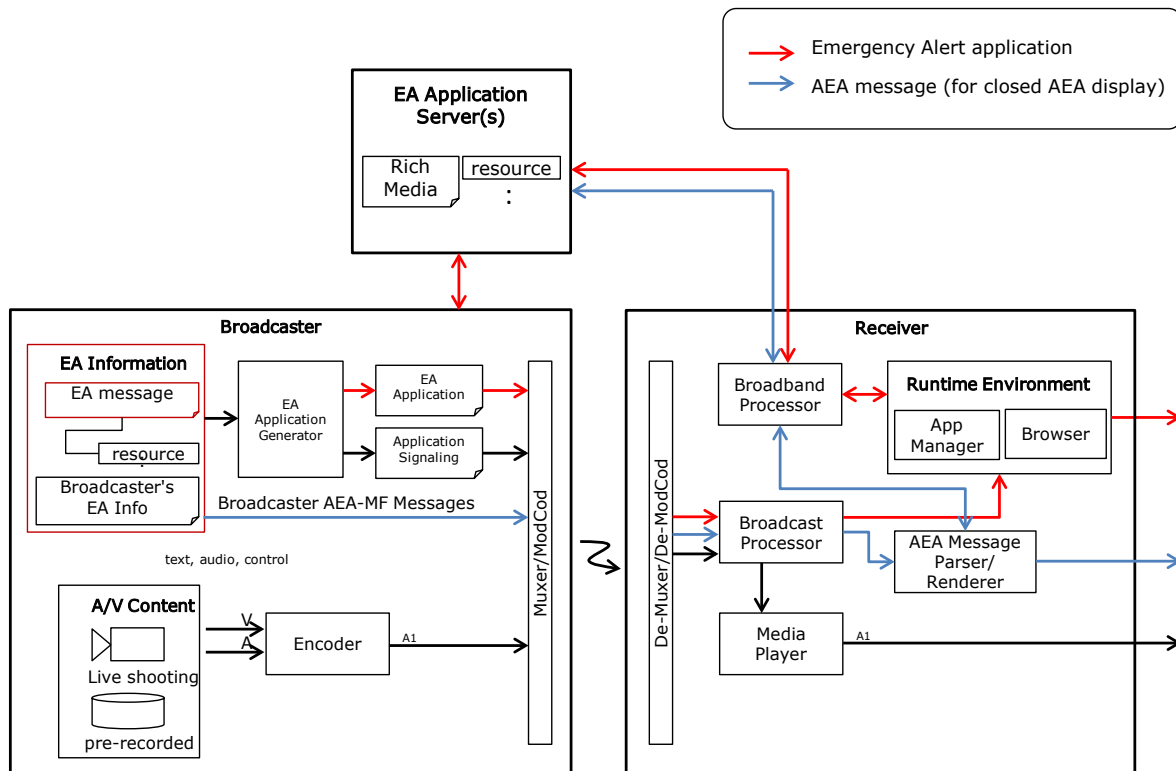 Emergency Alert application
AEA message (for closed AEA display)
EA Application
Server(s)
Rich
Media
resource
:
Broadcaster
EA Information
EA message
resource
:
Broadcaster's
EA Info
EA
Application
Generator
EA
Application
Application
Signaling
Broadcaster AEA-MF Messages
text, audio, control
A/V Content
Live shooting
pre-recorded
V
A
Encoder
A1
Muxer/ModCod
Receiver
De-Muxer/De-ModCod
Broadband
Processor
Runtime Environment
App
Manager
Browser
Broadcast
Processor
AEA Message
Parser/
Renderer
Media
Player
A1